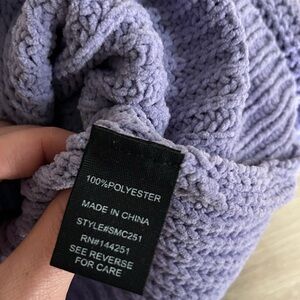 100%POLYESTER
MADE IN CHINA
STYLE#SMC251
RN#144251
SEE REVERSE
FOR CARE